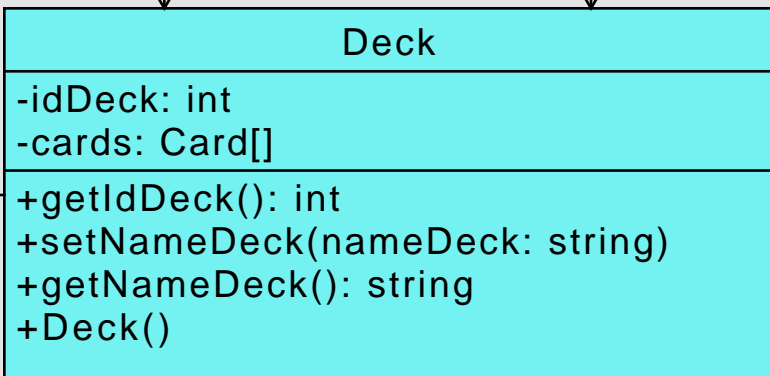 Deck
-idDeck: int
-cards: Card[]
+getIdDeck(): int
+setNameDeck(nameDeck: string)
+getNameDeck(): string
+Deck()